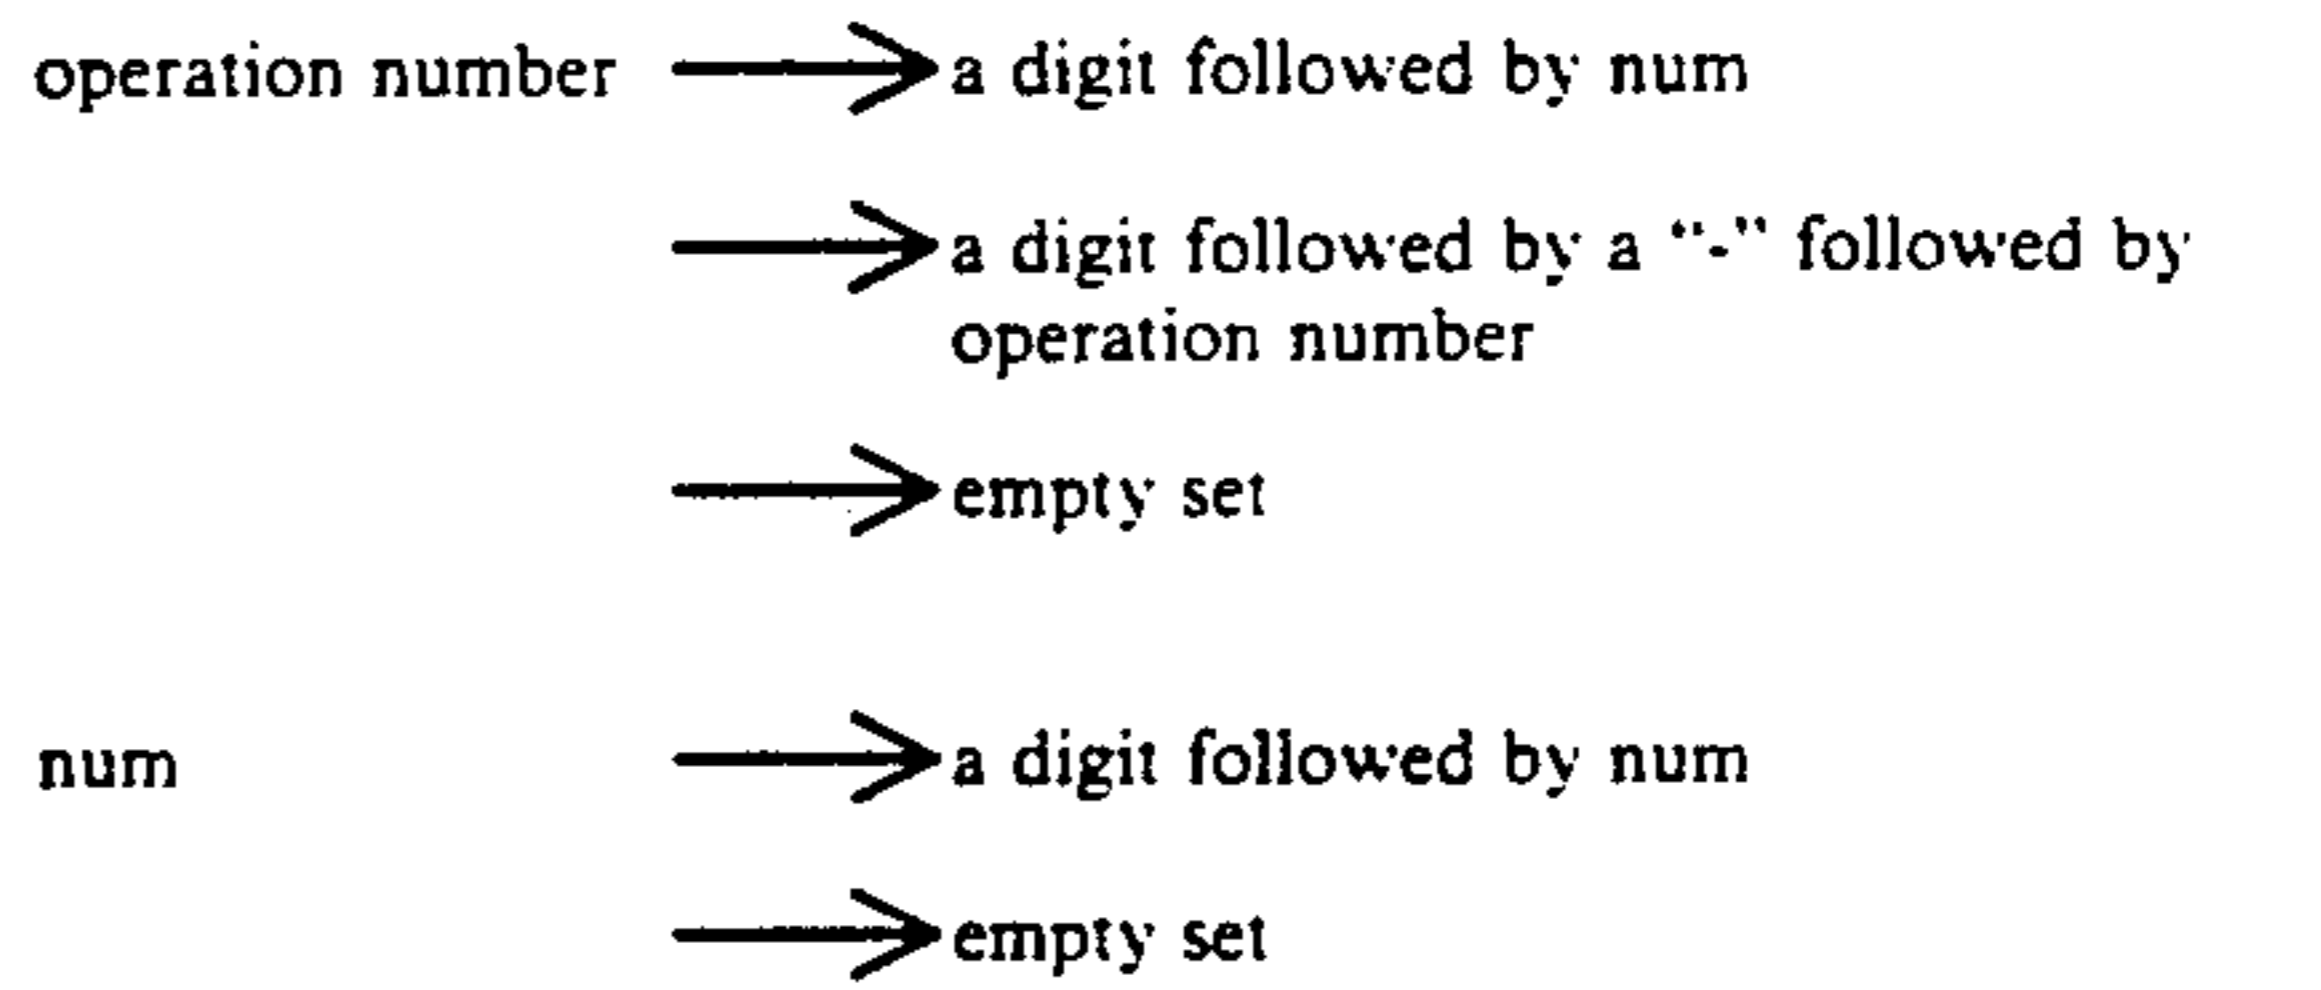 operation number → a digit followed by num
→ a digit followed by a “-” followed by
operation number
→ empty set
num → a digit followed by num
→ empty set